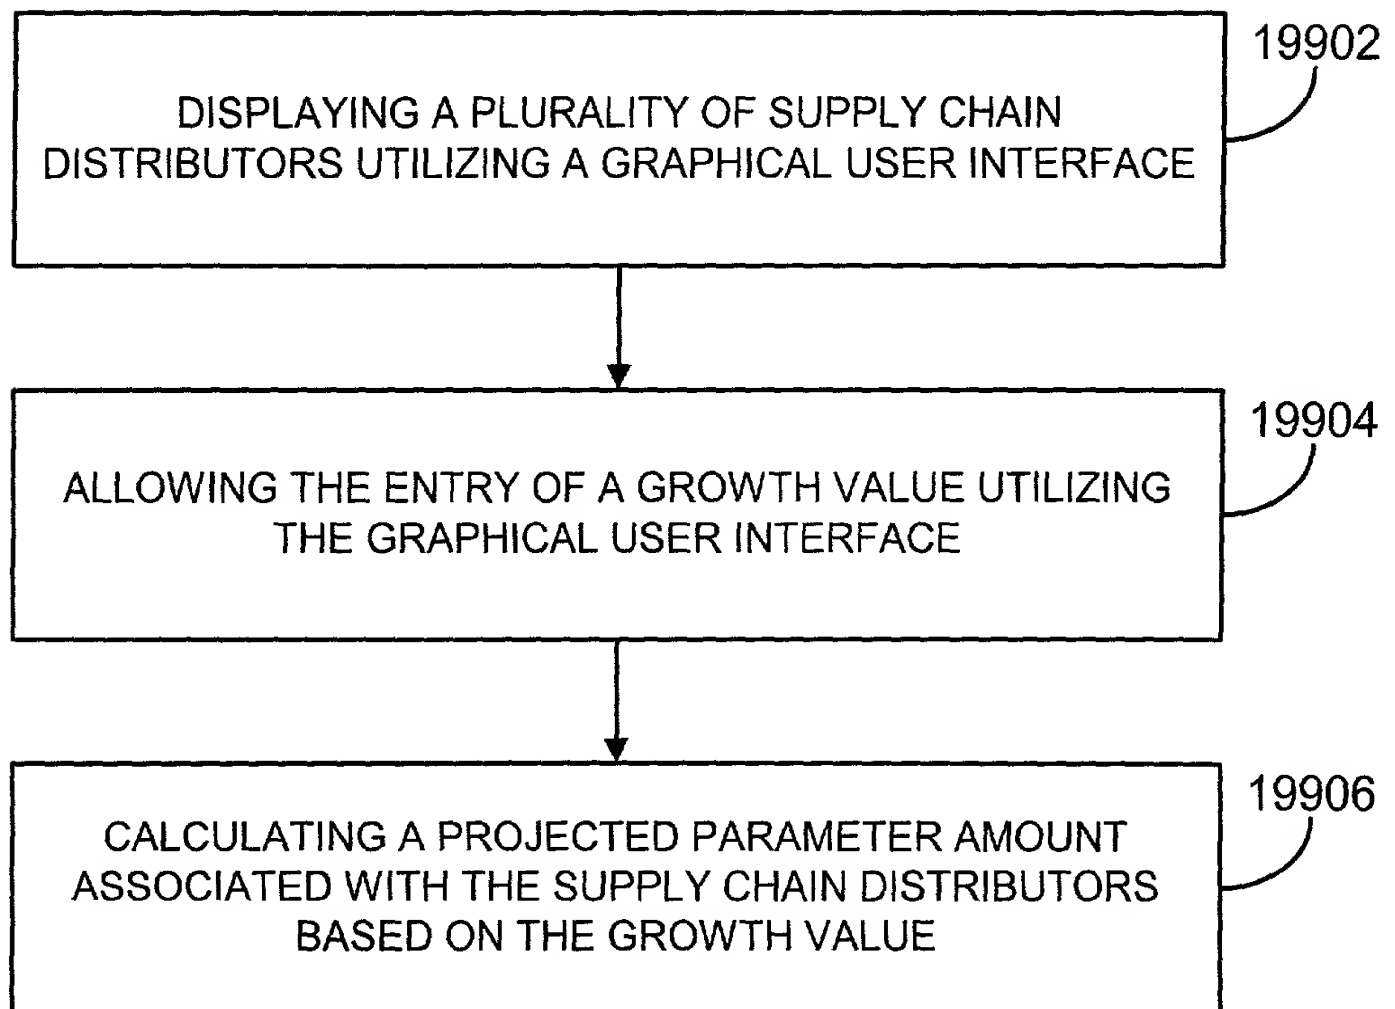 19902
DISPLAYING A PLURALITY OF SUPPLY CHAIN
DISTRIBUTORS UTILIZING A GRAPHICAL USER INTERFACE
19904
ALLOWING THE ENTRY OF A GROWTH VALUE UTILIZING
THE GRAPHICAL USER INTERFACE
19906
CALCULATING A PROJECTED PARAMETER AMOUNT
ASSOCIATED WITH THE SUPPLY CHAIN DISTRIBUTORS
BASED ON THE GROWTH VALUE